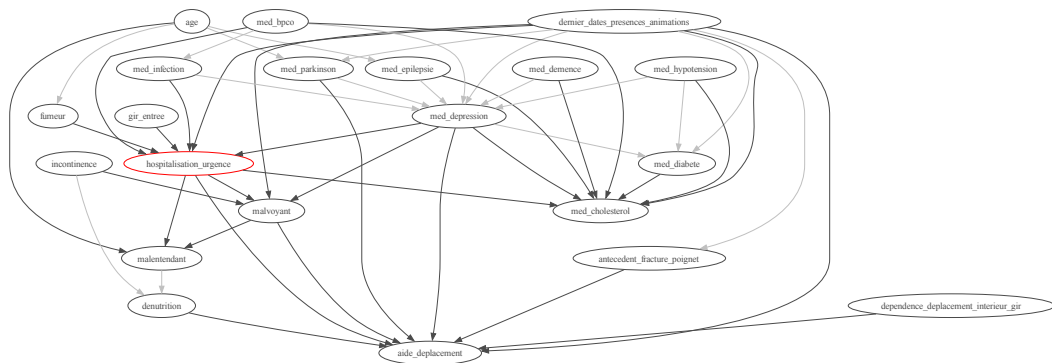 age
med_bpco
dernier_dates_presences_animations
med_infection
med_parkinson
med_epilepsie
med_demence
med_hypotension
fumeur
gir_entree
med_depression
incontinence
hospitalisation_urgence
med_diabete
malvoyant
med_cholesterol
malentendant
antecedent_fracture_poignet
denutrition
dependence_deplacement_interieur_gir
aide_deplacement